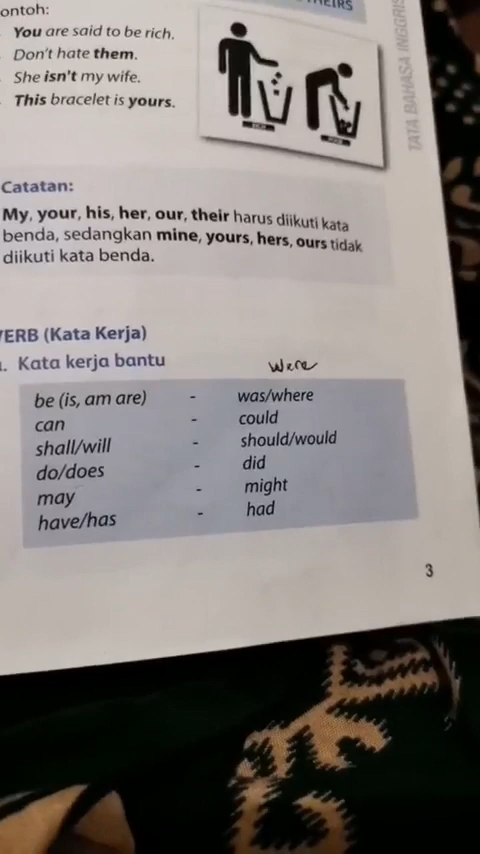 THEIRS
ontoh:
You are said to be rich.
Don't hate them.
She isn't my wife.
This bracelet is yours.
TATA BAHASA INGGRIS
Catatan:
My, your, his, her, our, their harus diikuti kata
benda, sedangkan mine, yours, hers, ours tidak
diikuti kata benda.
VERB (Kata Kerja)
. Kata kerja bantu
were
be (is, am are) - was/where
can - could
shall/will - should/would
do/does - did
may - might
have/has - had
3